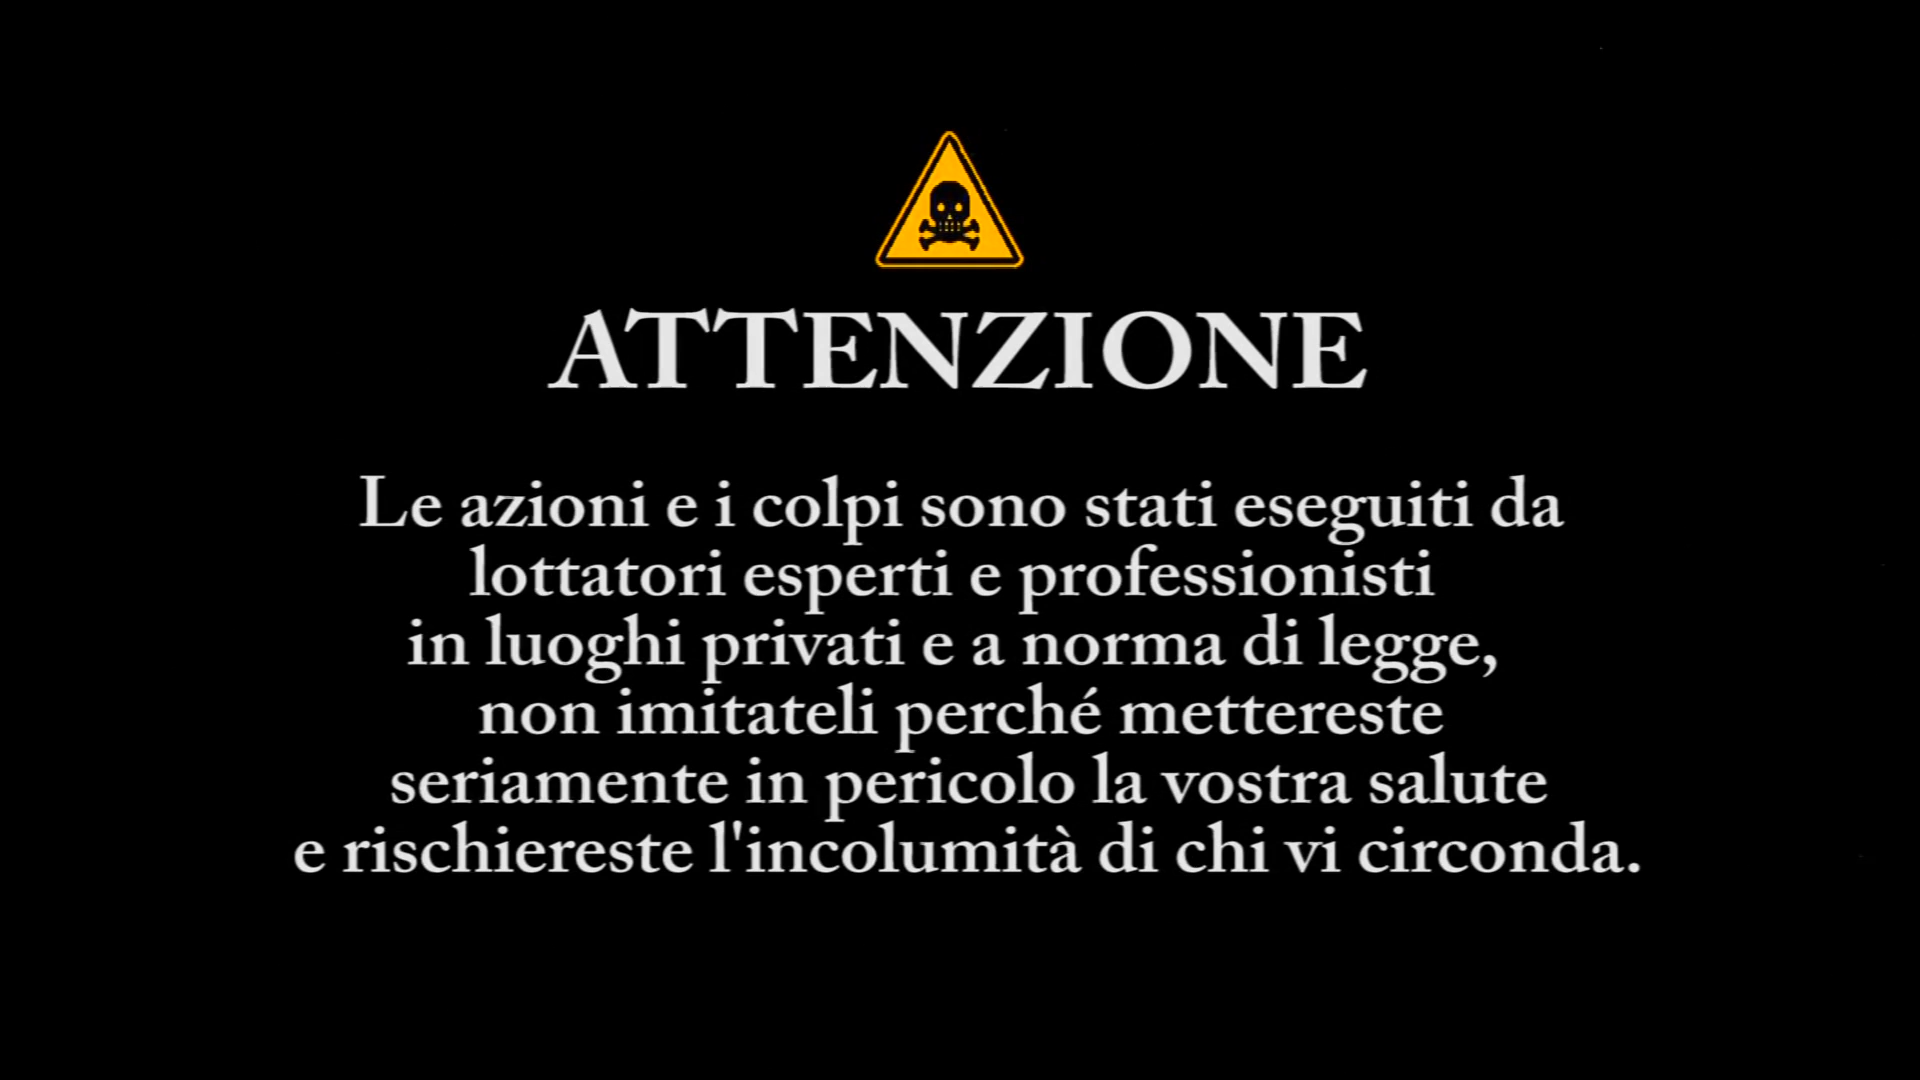 ATTENZIONE
Le azioni e i colpi sono stati eseguiti da
lottatori esperti e professionisti
in luoghi privati e a norma di legge,
non imitateli perché mettereste
seriamente in pericolo la vostra salute
e rischiereste l'incolumità di chi vi circonda.